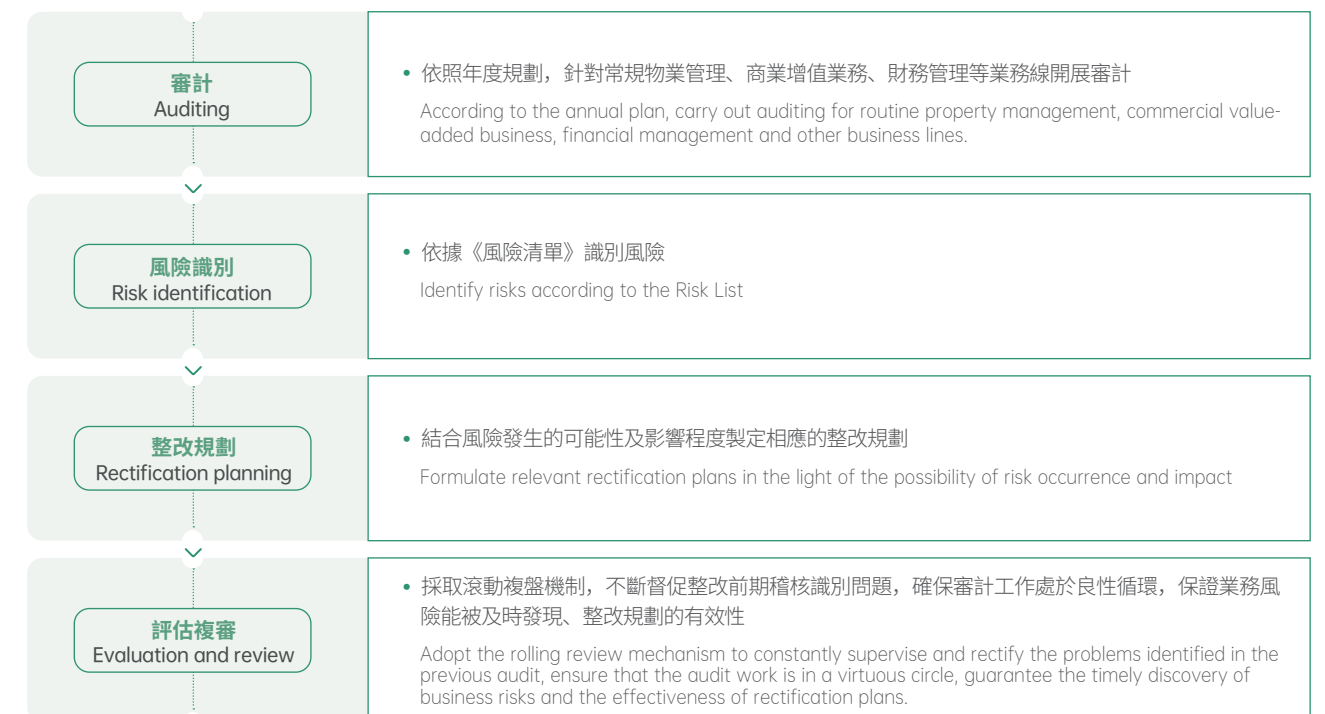 審計
Auditing
• 依照年度規劃，針對常規物業管理、商業增值業務、財務管理等業務線開展審計
According to the annual plan, carry out auditing for routine property management, commercial value-
added business, financial management and other business lines.
風險識別
Risk identification
• 依據《風險清單》識別風險
Identify risks according to the Risk List
整改規劃
Rectification planning
• 結合風險發生的可能性及影響程度製定相應的整改規劃
Formulate relevant rectification plans in the light of the possibility of risk occurrence and impact
評估複審
Evaluation and review
• 採取滾動複盤機制，不斷督促整改前期稽核識別問題，確保審計工作處於良性循環，保證業務風
險能被及時發現、整改規劃的有效性
Adopt the rolling review mechanism to constantly supervise and rectify the problems identified in the
previous audit, ensure that the audit work is in a virtuous circle, guarantee the timely discovery of
business risks and the effectiveness of rectification plans.